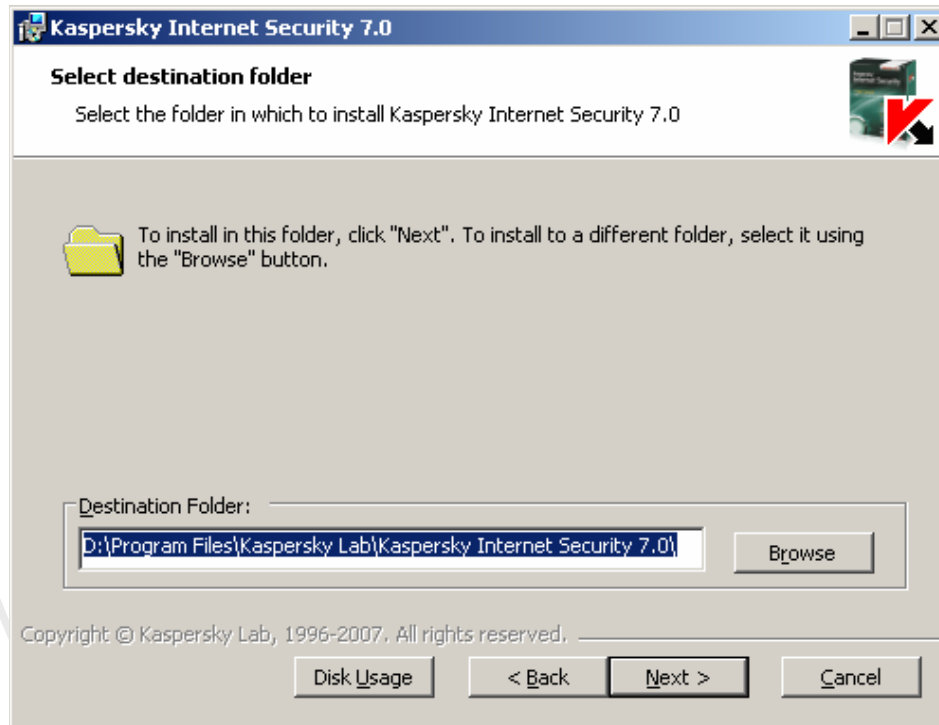 Kaspersky Internet Security 7.0
Select destination folder
Select the folder in which to install Kaspersky Internet Security 7.0
To install in this folder, click "Next". To install to a different folder, select it using
the "Browse" button.
Destination Folder:
D:\Program Files\Kaspersky Lab\Kaspersky Internet Security 7.0\
Browse
Copyright © Kaspersky Lab, 1996-2007. All rights reserved.
Disk Usage < Back Next > Cancel